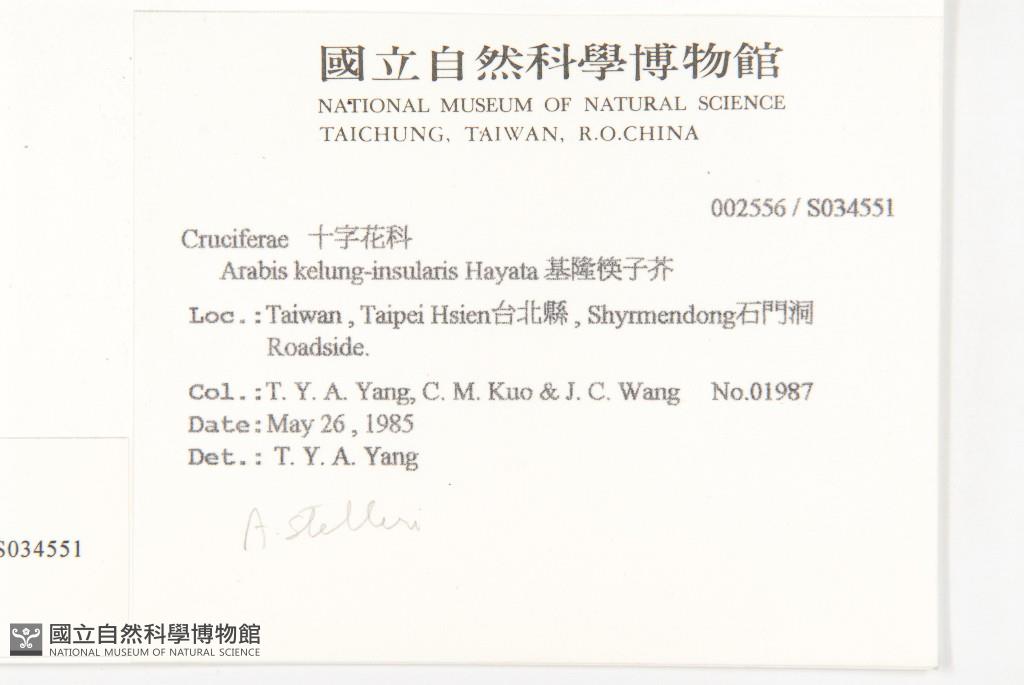 國立自然科學博物館
NATIONAL MUSEUM OF NATURAL SCIENCE
TAICHUNG, TAIWAN, R.O.CHINA
002556 / S034551
Cruciferae 十字花科
Arabis kelung-insularis Hayata 基隆筷子芥
Loc.:Taiwan , Taipei Hsien台北縣 , Shyrmendong石門洞
Roadside.
Col.:T. Y. A. Yang, C. M. Kuo & J. C. Wang No.01987
Date:May 26 , 1985
Det.: T. Y. A. Yang
A. stelleri
S034551
國立自然科學博物館
NATIONAL MUSEUM OF NATURAL SCIENCE